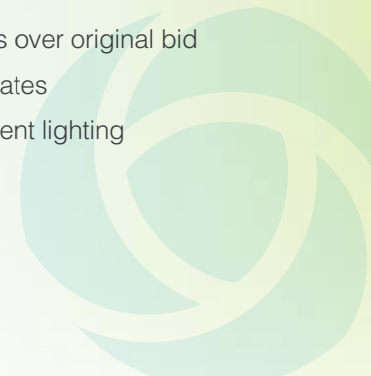 s over original bid
ates
ent lighting